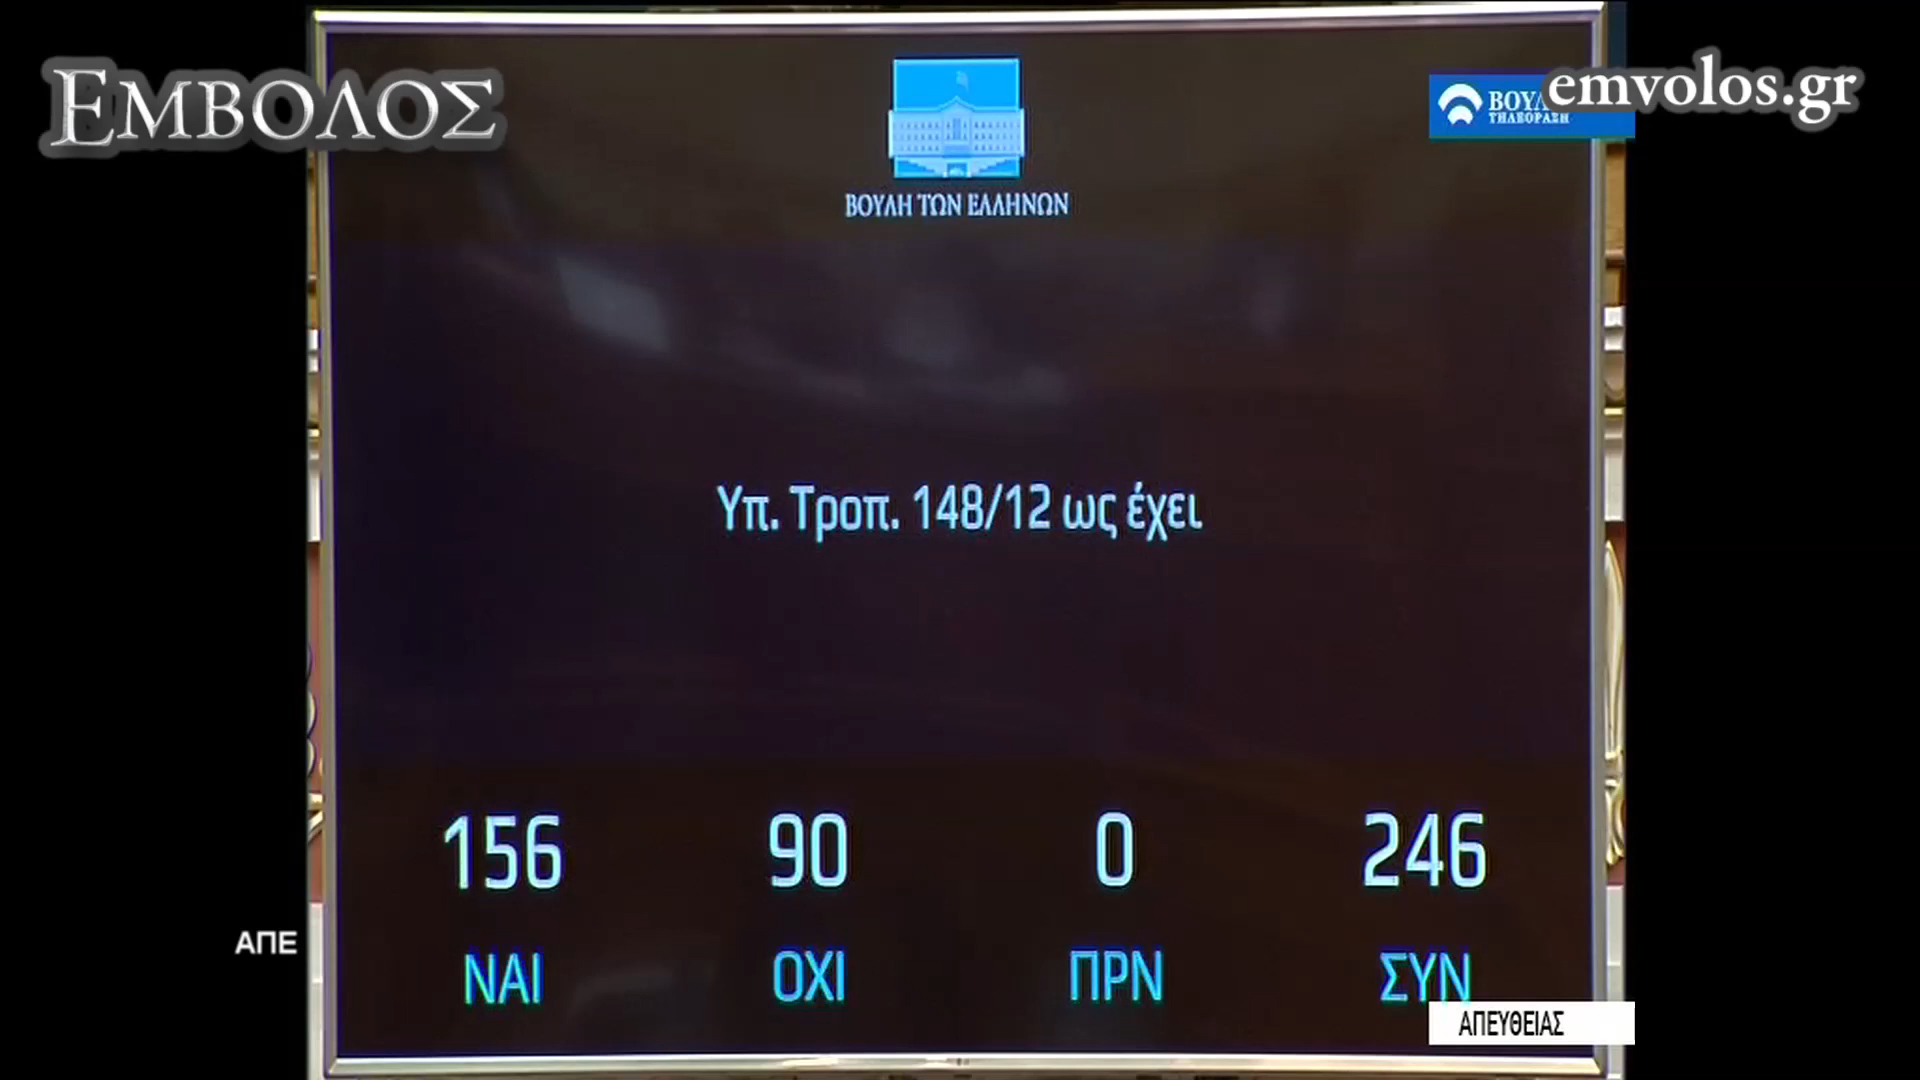 ΕΜΒΟΛΟΣ
emvolos.gr
ΤΗΛΕΟΡΑΣΗ
ΒΟΥΛΗ ΤΩΝ ΕΛΛΗΝΩΝ
Υπ. Τροπ. 148/12 ως έχει
156 90 0 246
ΝΑΙ ΟΧΙ ΠΡΝ ΣΥΝ
ΑΠΕ
ΑΠΕΥΘΕΙΑΣ